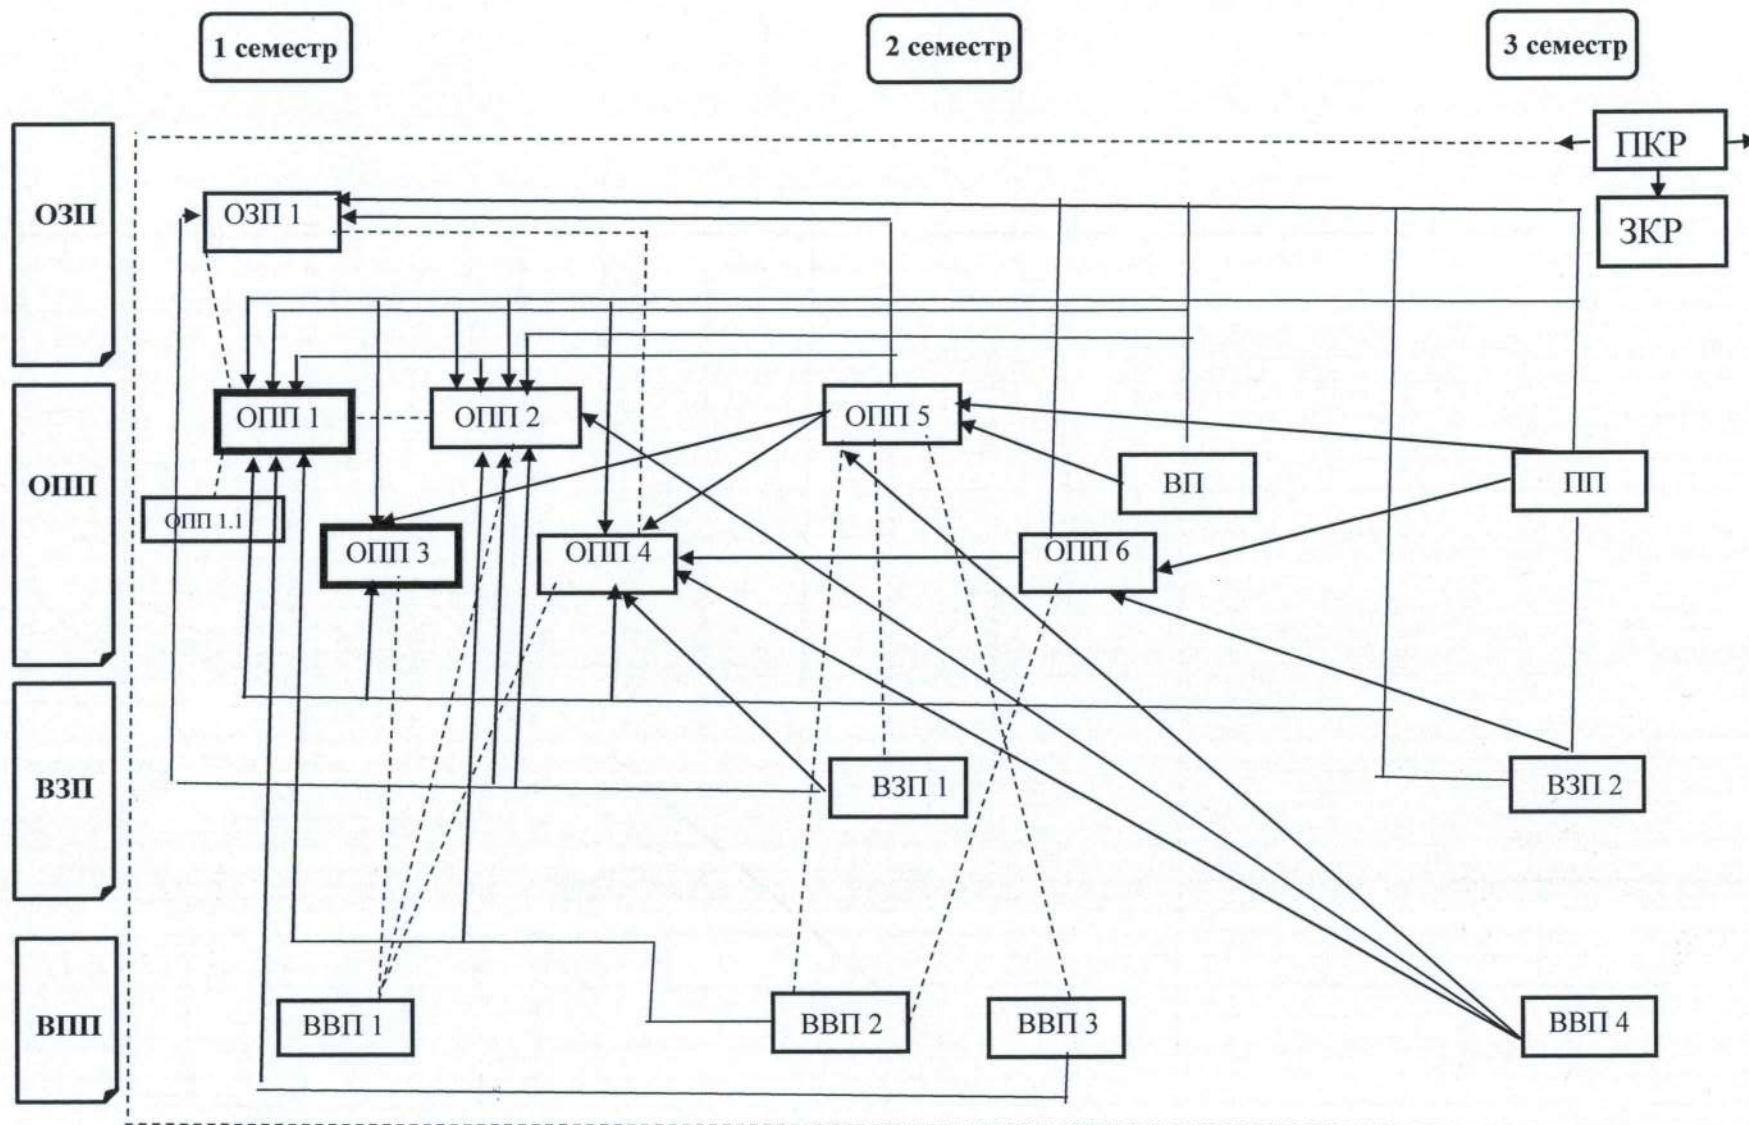 1 семестр
2 семестр
3 семестр
ПКР
ОЗП
ОЗП 1
ЗКР
ОПП 1
ОПП 2
ОПП 5
ОПП
ВП
ПП
ОПП 1.1
ОПП 3
ОПП 4
ОПП 6
ВЗП
ВЗП 1
ВЗП 2
ВПП
ВВП 1
ВВП 2
ВВП 3
ВВП 4